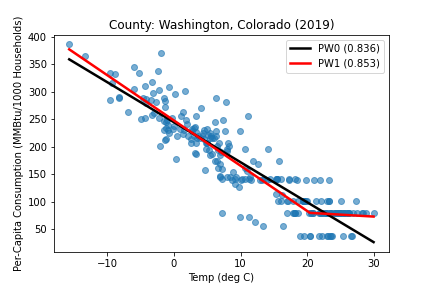 County: Washington, Colorado (2019)
Per-Capita Consumption (MMBtu/1000 Households)
400
350
300
250
200
150
100
50
PW0 (0.836)
PW1 (0.853)
−10 0 10 20 30
Temp (deg C)